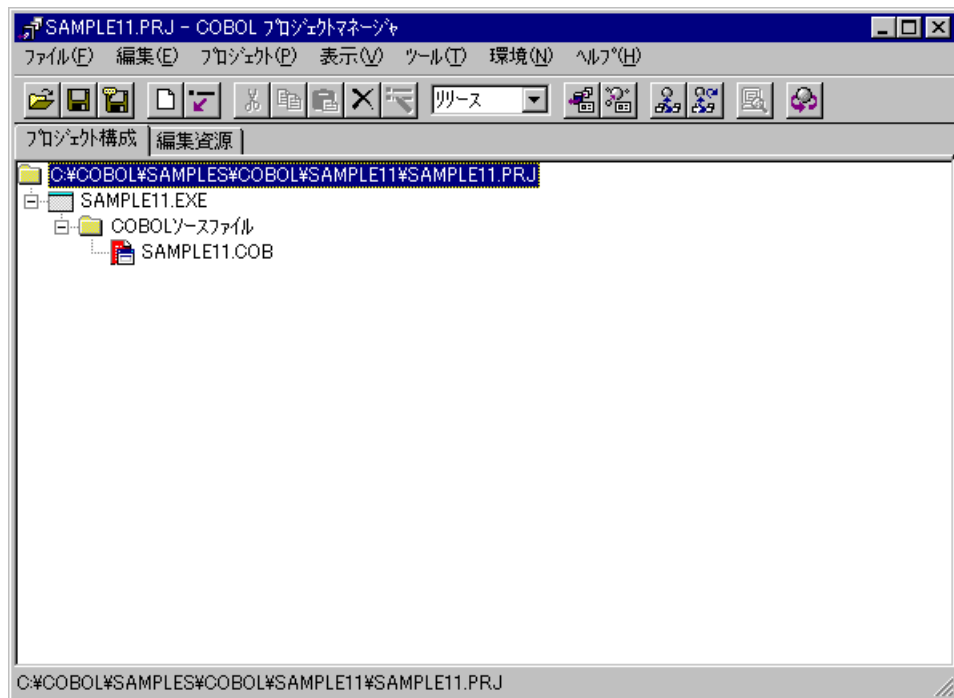 SAMPLE11.PRJ - COBOL ﾌﾟﾛｼﾞｪｸﾄﾏﾈｰｼﾞｬ
ﾌｧｲﾙ(F) 編集(E) ﾌﾟﾛｼﾞｪｸﾄ(P) 表示(V) ﾂｰﾙ(T) 環境(N) ﾍﾙﾌﾟ(H)
ﾘﾘｰｽ
ﾌﾟﾛｼﾞｪｸﾄ構成 編集資源
C:¥COBOL¥SAMPLES¥COBOL¥SAMPLE11¥SAMPLE11.PRJ
SAMPLE11.EXE
COBOLｿｰｽﾌｧｲﾙ
SAMPLE11.COB
C:¥COBOL¥SAMPLES¥COBOL¥SAMPLE11¥SAMPLE11.PRJ